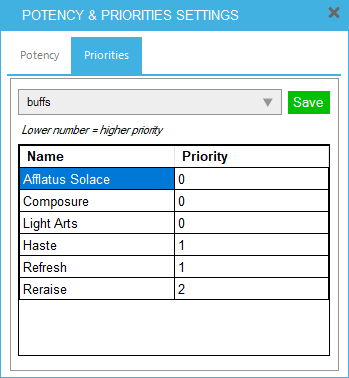 POTENCY & PRIORITIES SETTINGS
Potency Priorities
buffs Save
Lower number = higher priority
Name Priority
Afflatus Solace 0
Composure 0
Light Arts 0
Haste 1
Refresh 1
Reraise 2